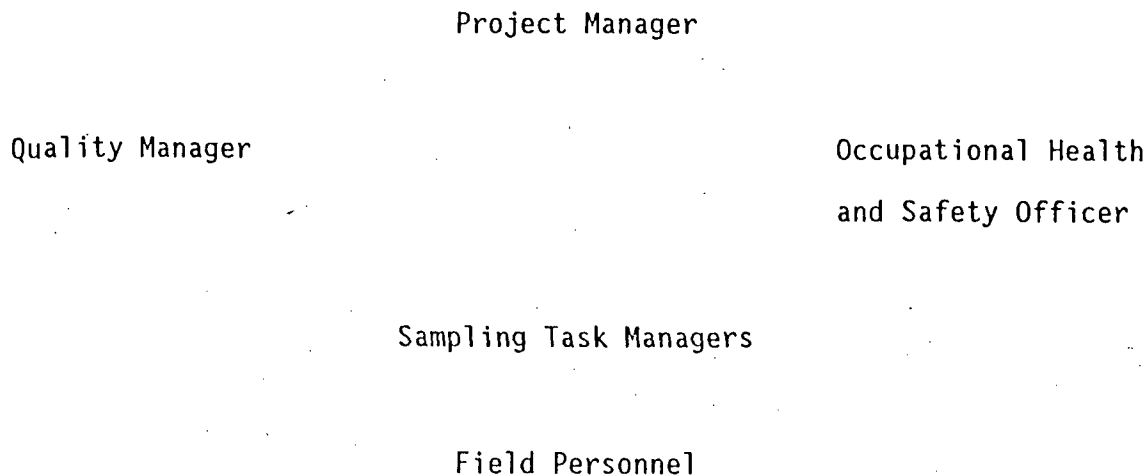 Project Manager
Quality Manager
Occupational Health
and Safety Officer
Sampling Task Managers
Field Personnel